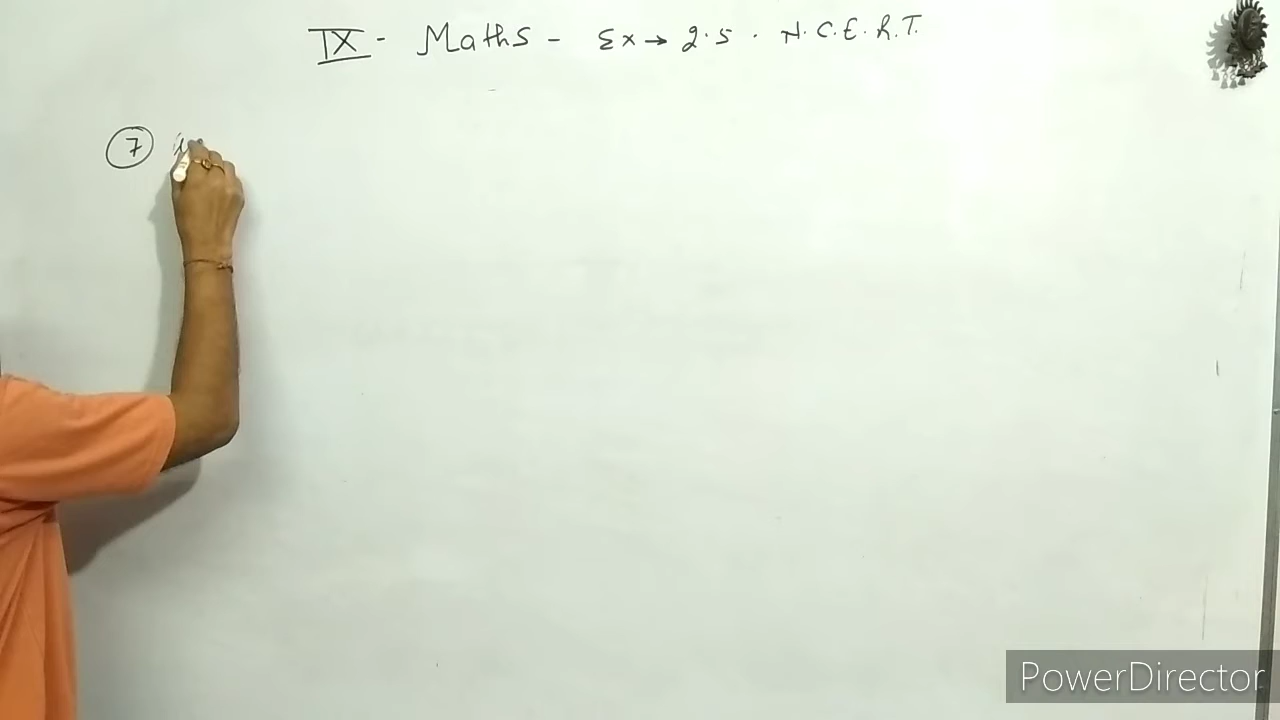 IX - Maths - Ex → 2.5 . N.C.E.R.T.
7
PowerDirector